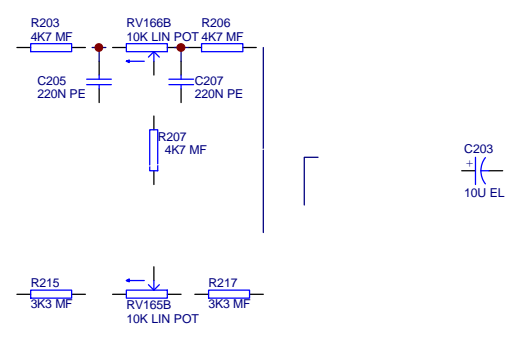 R203
4K7 MF
RV166B
10K LIN POT
R206
4K7 MF
C205
220N PE
C207
220N PE
R207
4K7 MF
C203
+
10U EL
R215
3K3 MF
RV165B
10K LIN POT
R217
3K3 MF